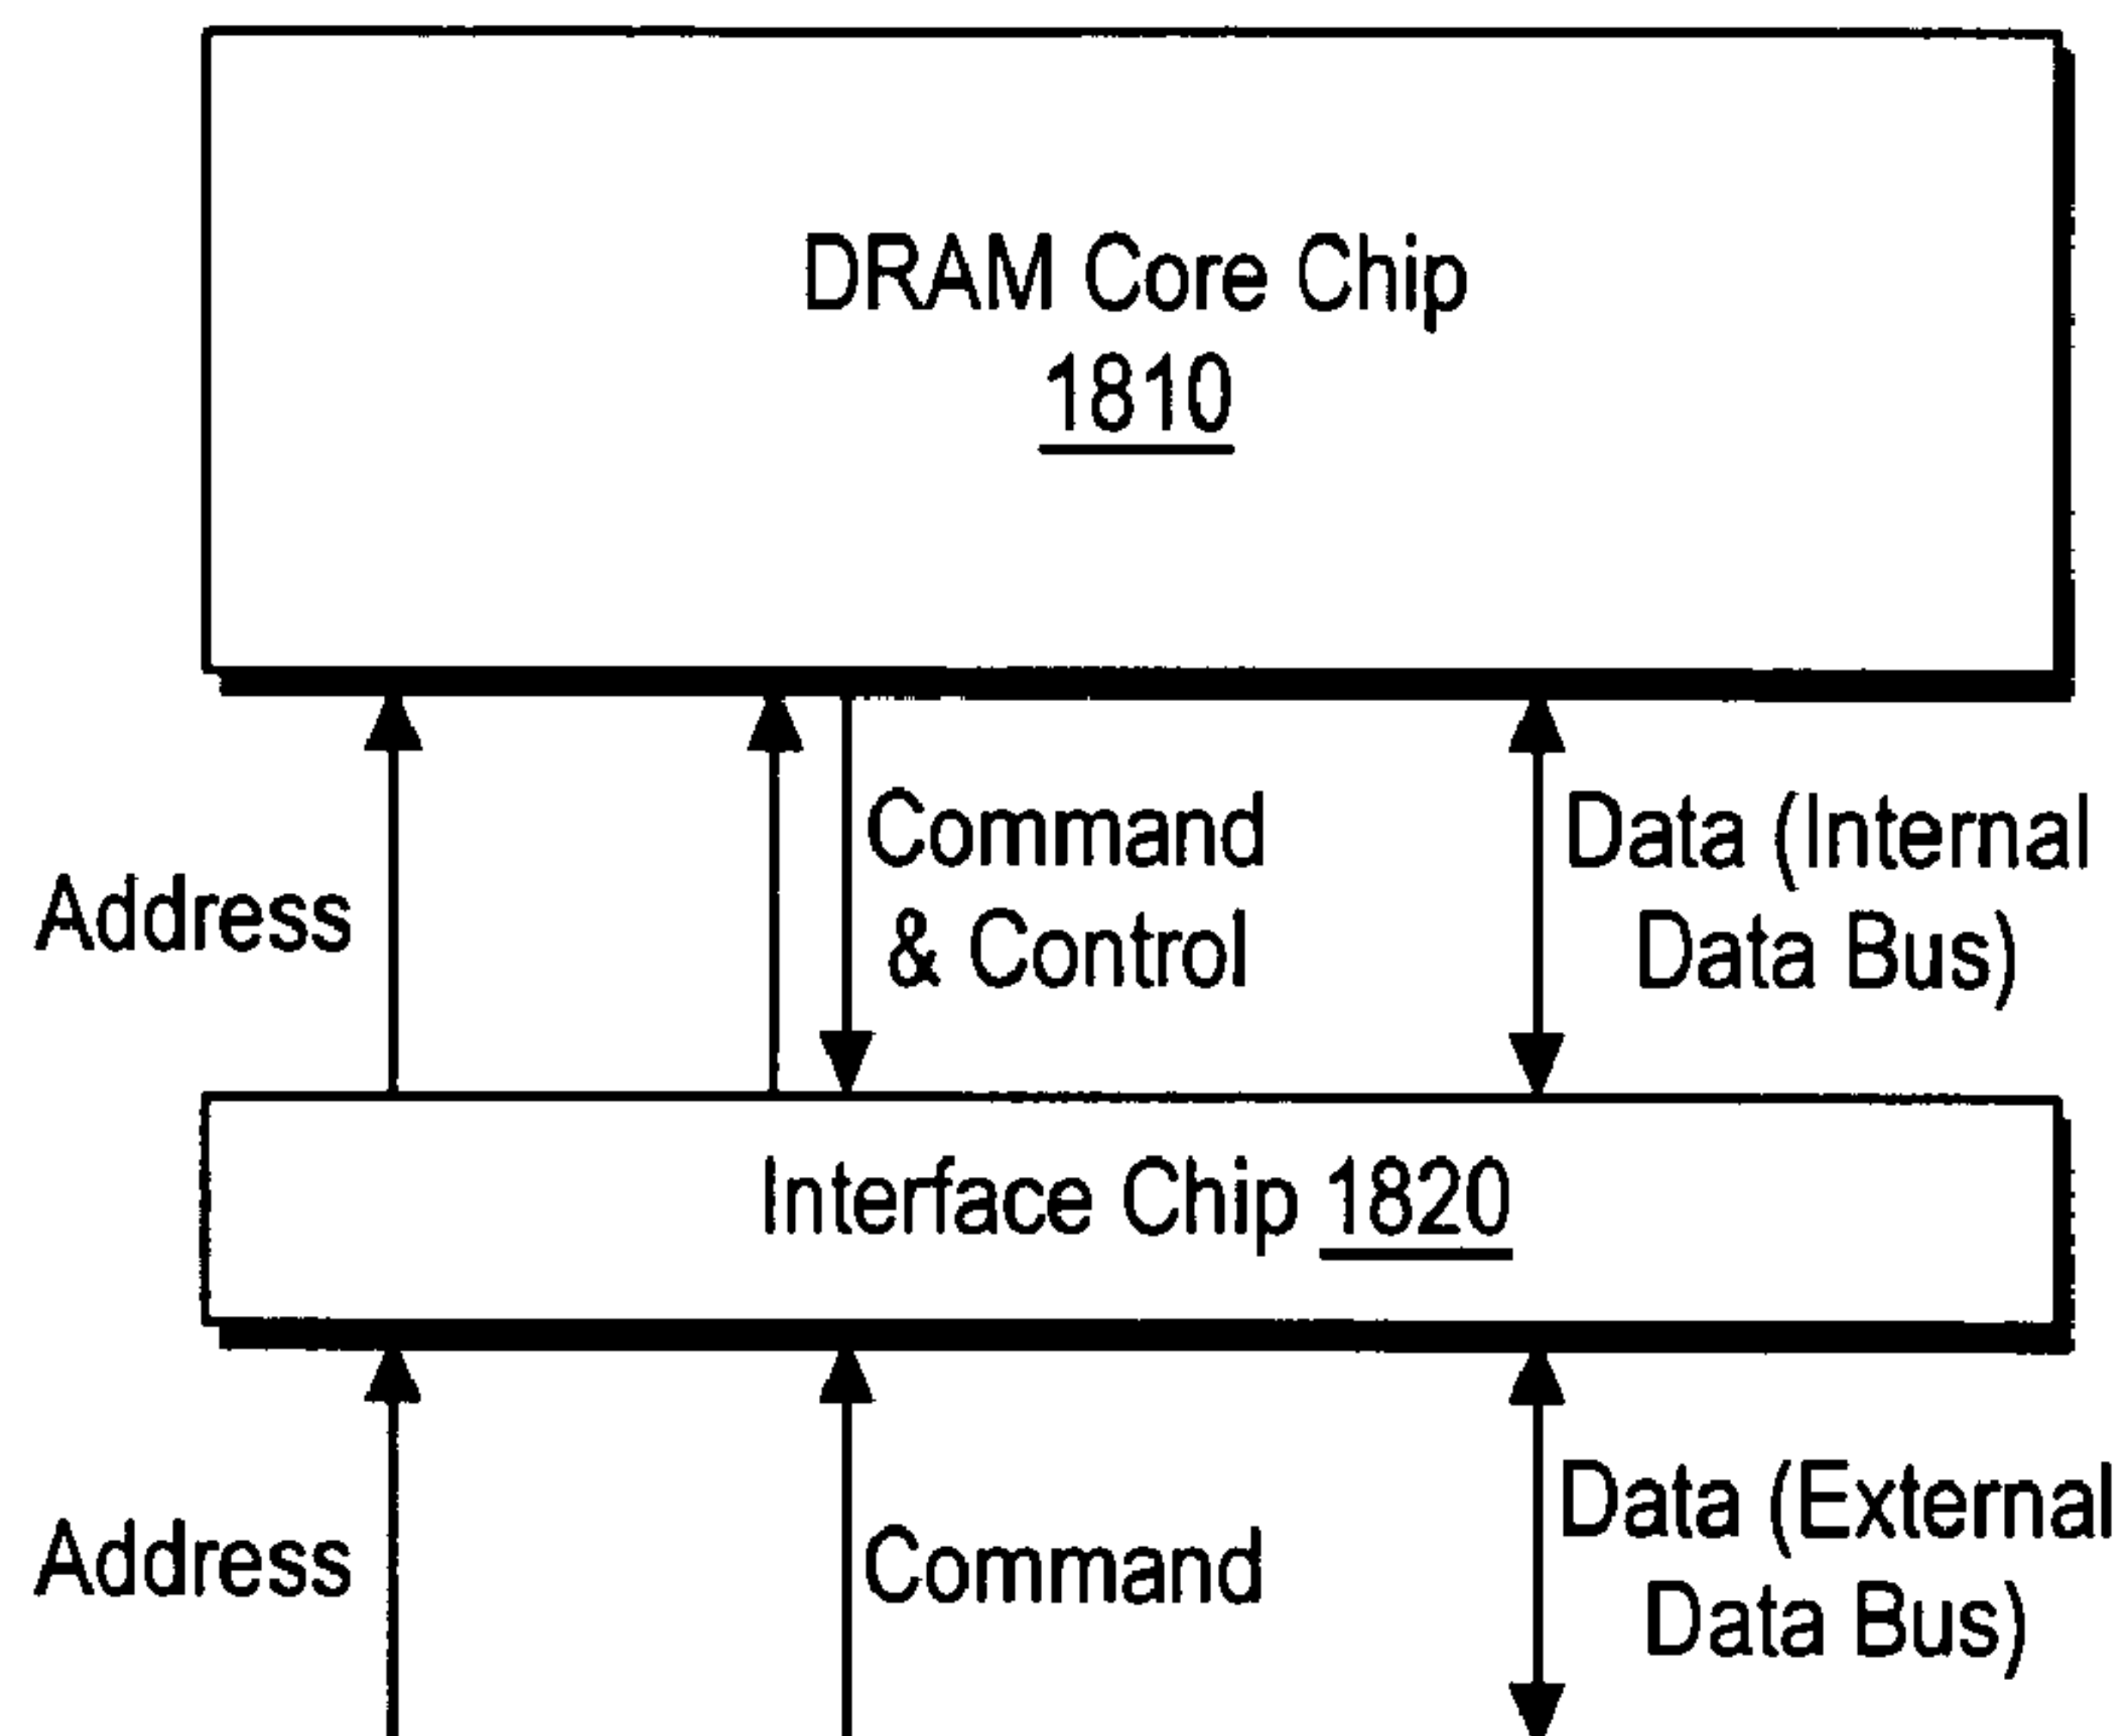 DRAM Core Chip
1810
Address
Command
& Control
Data (Internal
Data Bus)
Interface Chip 1820
Address
Command
Data (External
Data Bus)